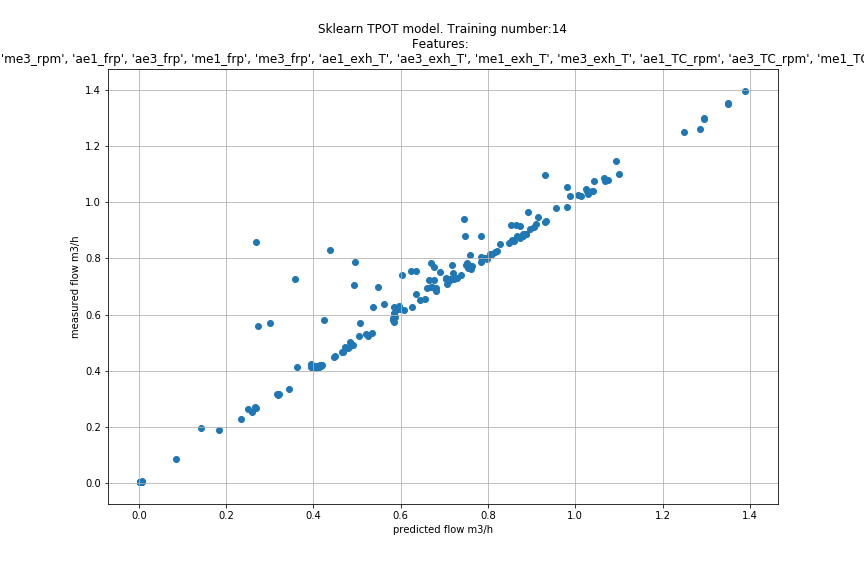 Sklearn TPOT model. Training number:14
Features:
'me3_rpm', 'ae1_frp', 'ae3_frp', 'me1_frp', 'me3_frp', 'ae1_exh_T', 'ae3_exh_T', 'me1_exh_T', 'me3_exh_T', 'ae1_TC_rpm', 'ae3_TC_rpm', 'me1_TC
1.4
1.2
1.0
0.8
0.6
0.4
0.2
0.0
measured flow m3/h
0.0 0.2 0.4 0.6 0.8 1.0 1.2 1.4
predicted flow m3/h